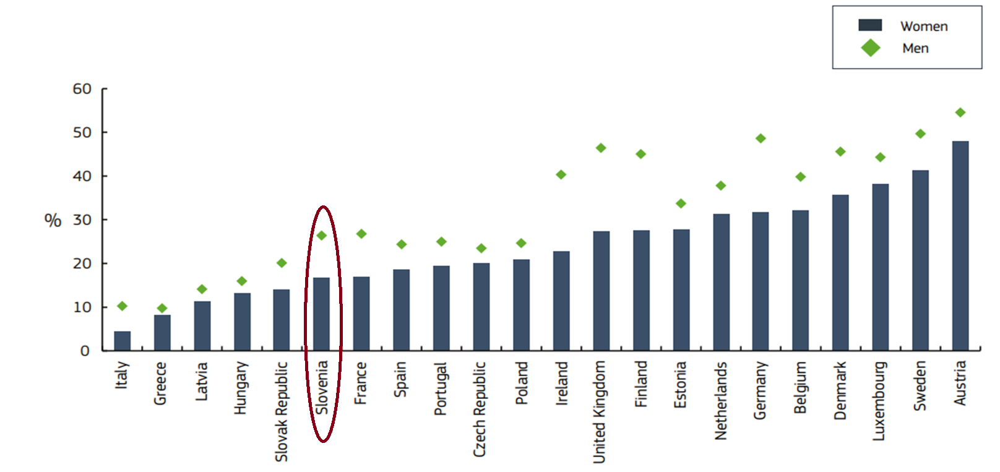 Women
Men
60
50
40
% 30
20
10
0
Italy
Greece
Latvia
Hungary
Slovak Republic
Slovenia
France
Spain
Portugal
Czech Republic
Poland
Ireland
United Kingdom
Finland
Estonia
Netherlands
Germany
Belgium
Denmark
Luxembourg
Sweden
Austria